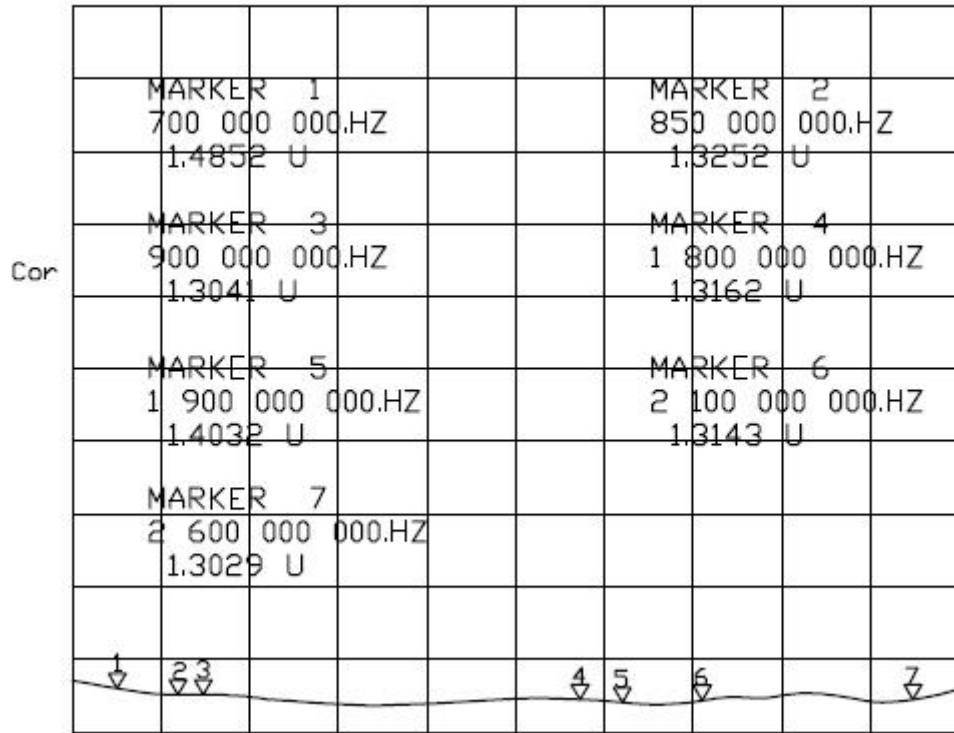 MARKER 1
700 000 000.HZ
1.4852 U
MARKER 2
850 000 000.HZ
1.3252 U
MARKER 3
900 000 000.HZ
1.3041 U
MARKER 4
1 800 000 000.HZ
1.3162 U
Cor
MARKER 5
1 900 000 000.HZ
1.4032 U
MARKER 6
2 100 000 000.HZ
1.3143 U
MARKER 7
2 600 000 000.HZ
1.3029 U
1 2 3 4 5 6 7